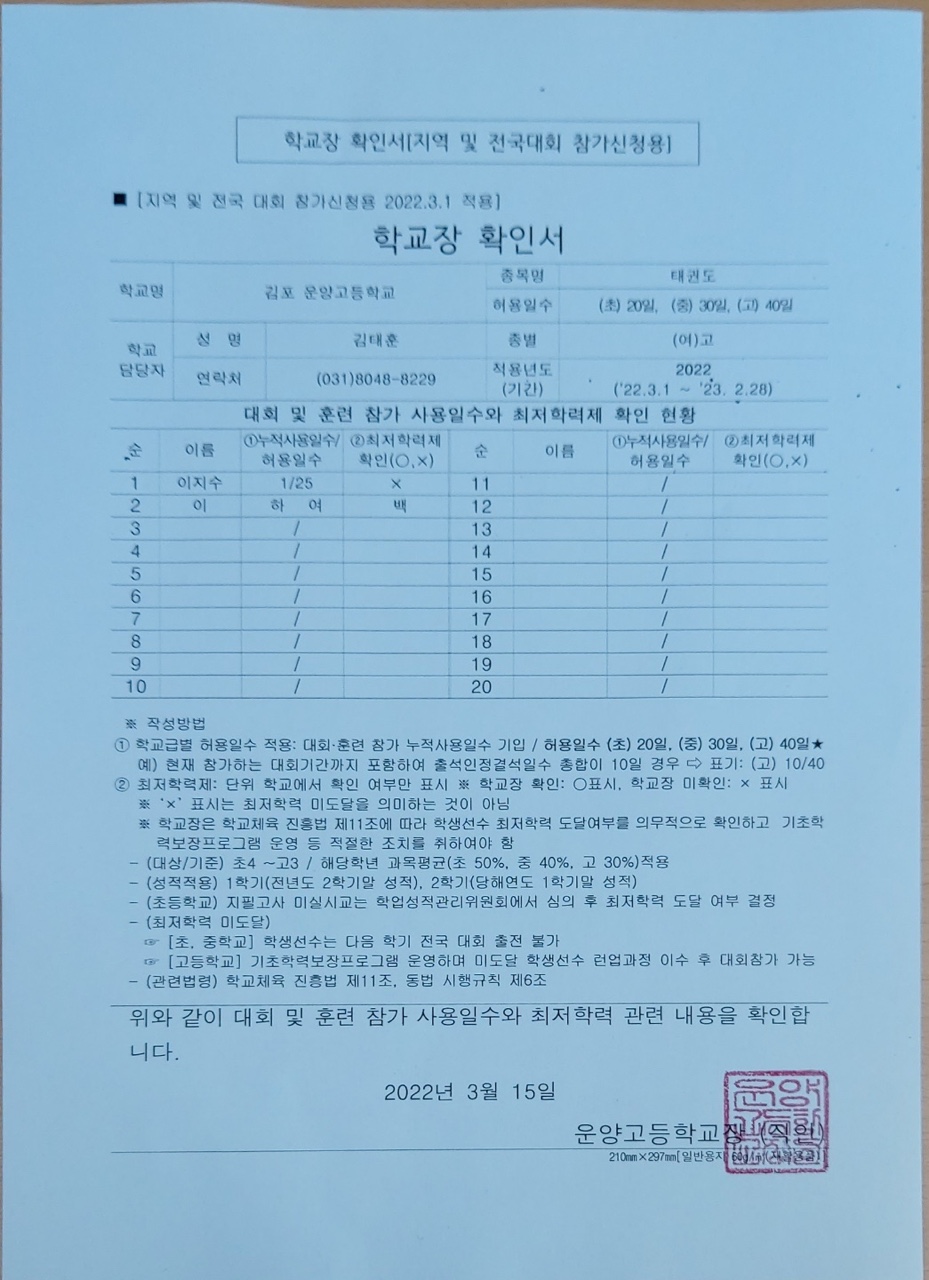 학교장 확인서[지역 및 전국대회 참가신청용]
■ [지역 및 전국 대회 참가신청용 2022.3.1 적용]
학교장 확인서
학교명 김포 운양고등학교 종목명 태권도
허용일수 (초) 20일, (중) 30일, (고) 40일
학교 담당자 성 명 김태훈 종별 (여)고
연락처 (031)8048-8229 적용년도 (기간) 2022 ('22.3.1 ~ '23. 2.28)
대회 및 훈련 참가 사용일수와 최저학력제 확인 현황
순 이름 ①누적사용일수/허용일수 ②최저학력제 확인(○,×) 순 이름 ①누적사용일수/허용일수 ②최저학력제 확인(○,×)
1 이지수 1/25 × 11 /
2 이 하 여 백 12 /
3 / 13 /
4 / 14 /
5 / 15 /
6 / 16 /
7 / 17 /
8 / 18 /
9 / 19 /
10 / 20 /
※ 작성방법
① 학교급별 허용일수 적용: 대회·훈련 참가 누적사용일수 기입 / 허용일수 (초) 20일, (중) 30일, (고) 40일★
예) 현재 참가하는 대회기간까지 포함하여 출석인정결석일수 총합이 10일 경우 ⇨ 표기: (고) 10/40
② 최저학력제: 단위 학교에서 확인 여부만 표시 ※ 학교장 확인: ○표시, 학교장 미확인: × 표시
※ '×' 표시는 최저학력 미도달을 의미하는 것이 아님
※ 학교장은 학교체육 진흥법 제11조에 따라 학생선수 최저학력 도달여부를 의무적으로 확인하고 기초학
력보장프로그램 운영 등 적절한 조치를 취하여야 함
- (대상/기준) 초4 ~고3 / 해당학년 과목평균(초 50%, 중 40%, 고 30%)적용
- (성적적용) 1학기(전년도 2학기말 성적), 2학기(당해연도 1학기말 성적)
- (초등학교) 지필고사 미실시교는 학업성적관리위원회에서 심의 후 최저학력 도달 여부 결정
- (최저학력 미도달)
☞ [초, 중학교] 학생선수는 다음 학기 전국 대회 출전 불가
☞ [고등학교] 기초학력보장프로그램 운영하며 미도달 학생선수 런업과정 이수 후 대회참가 가능
- (관련법령) 학교체육 진흥법 제11조, 동법 시행규칙 제6조
위와 같이 대회 및 훈련 참가 사용일수와 최저학력 관련 내용을 확인합
니다.
2022년 3월 15일
운양고등학교장 (직인)
210㎜×297㎜[일반용지 60g/㎡(재활용품)]